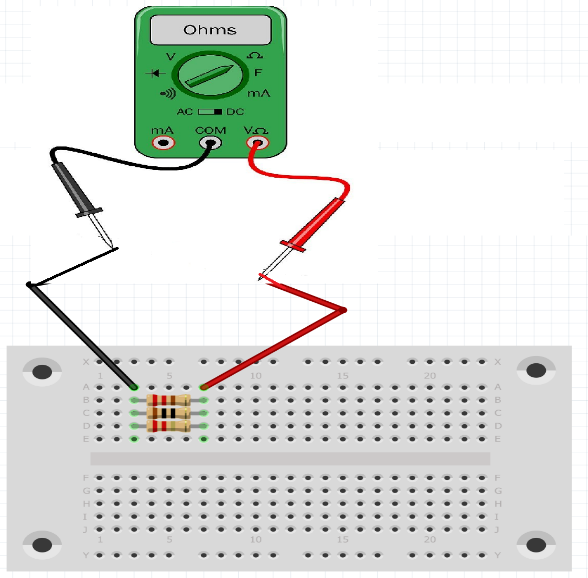 Ohms
V Ω
F
mA
AC DC
mA COM VΩ
X X
1 5 10 15 20
A A
B B
C C
D D
E E
F F
G G
H H
I I
J J
1 5 10 15 20
Y Y